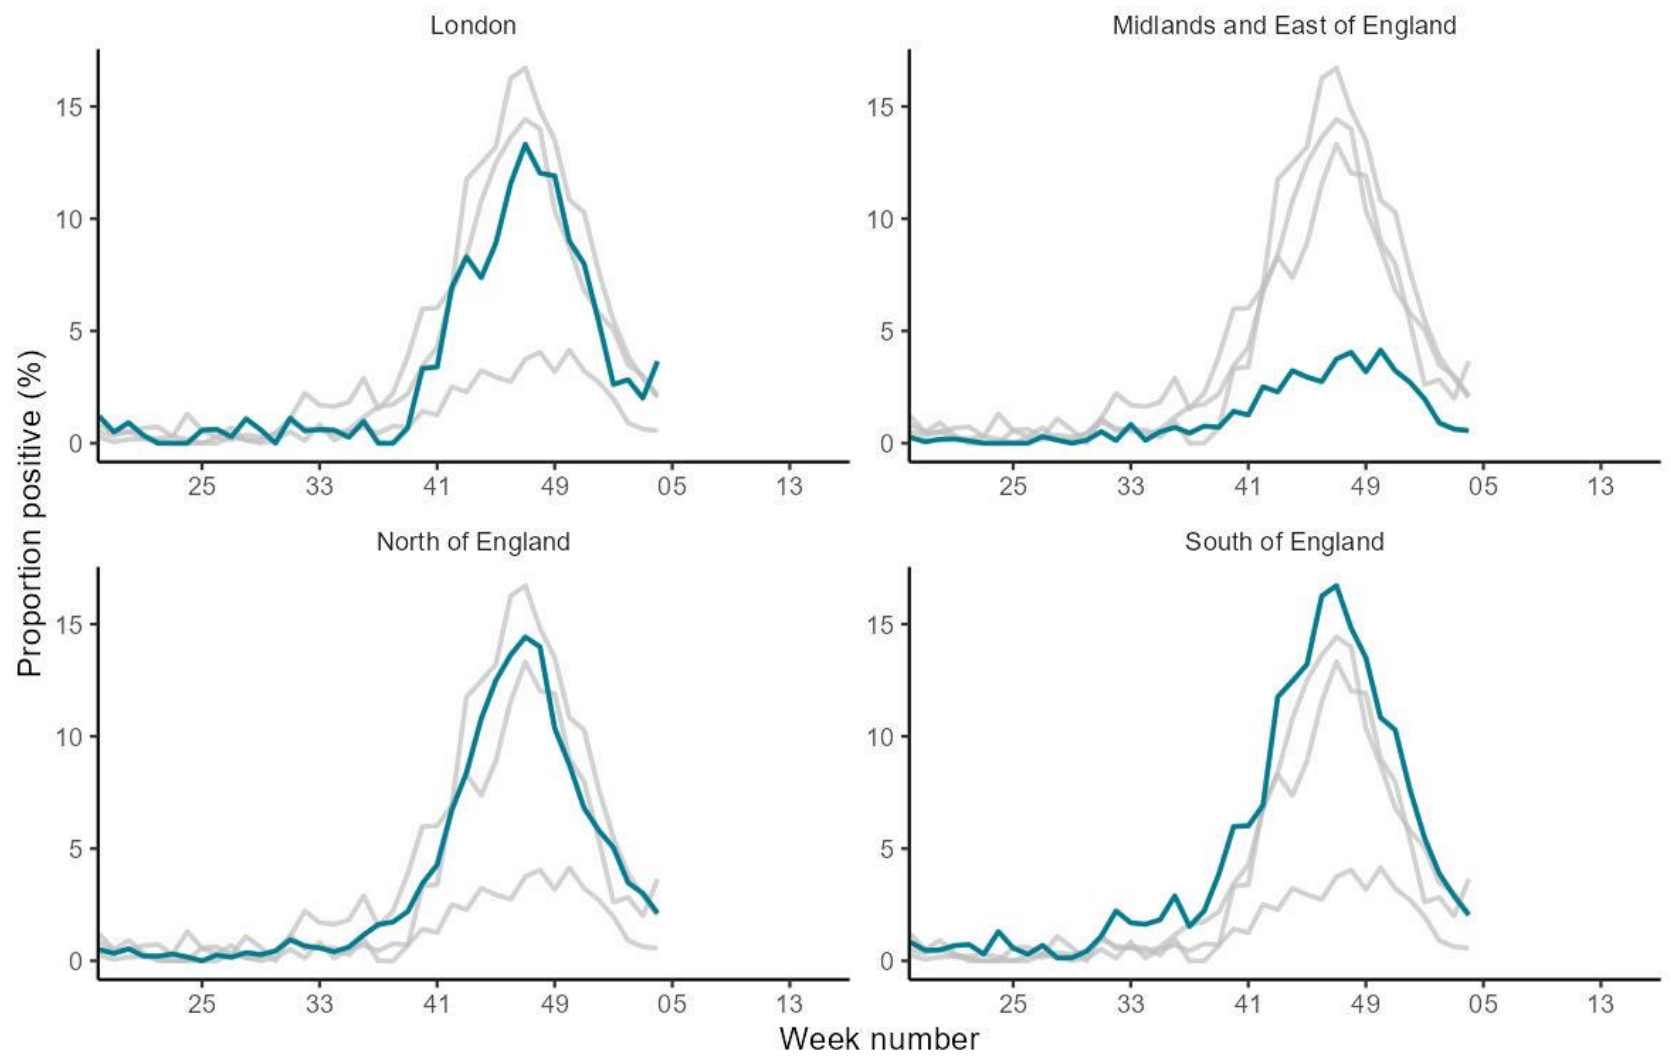 London
Midlands and East of England
15
10
5
0
25 33 41 49 05 13
15
10
5
0
25 33 41 49 05 13
North of England
South of England
15
10
5
0
25 33 41 49 05 13
15
10
5
0
25 33 41 49 05 13
Proportion positive (%)
Week number